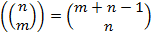 ((n m)) = (m + n − 1 n)